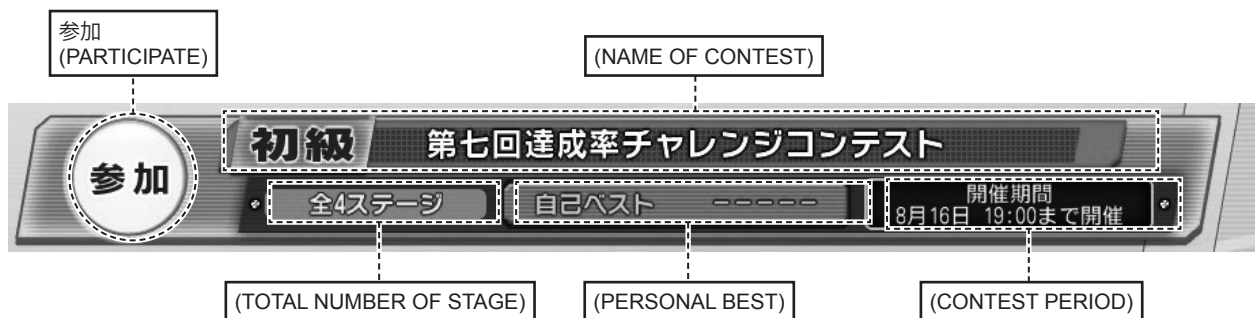 参加
(PARTICIPATE)
(NAME OF CONTEST)
参加
初級 第七回達成率チャレンジコンテスト
全4ステージ
自己ベスト -----
開催期間
8月16日 19:00まで開催
(TOTAL NUMBER OF STAGE)
(PERSONAL BEST)
(CONTEST PERIOD)